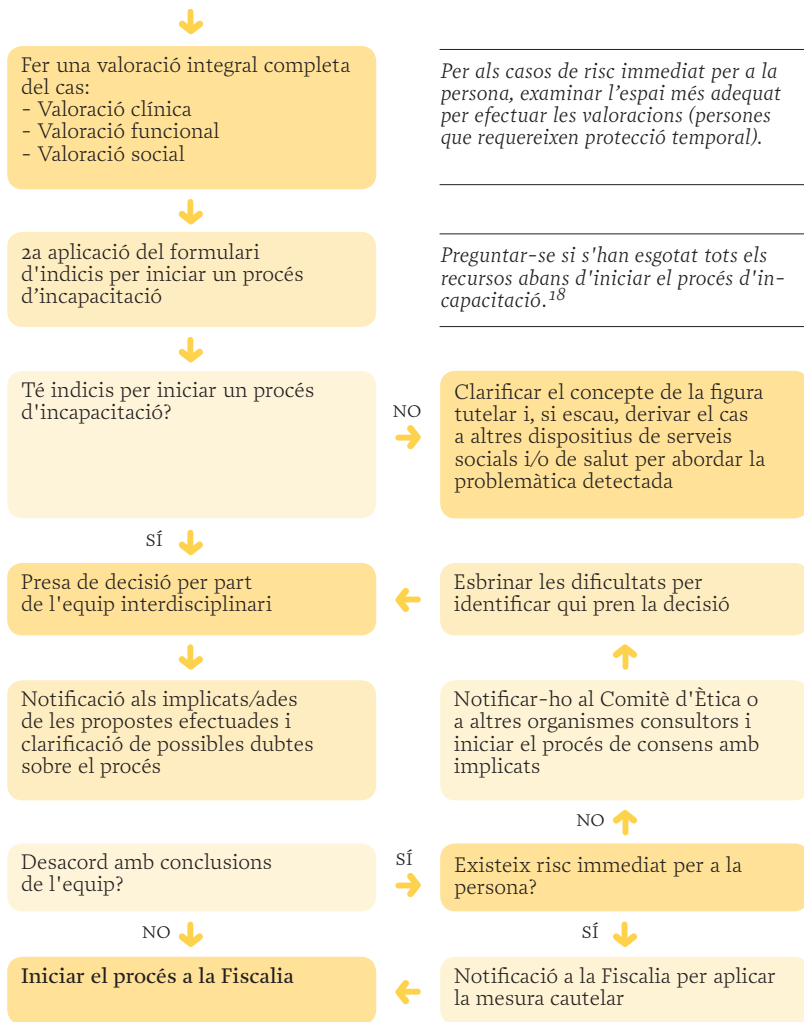 Fer una valoració integral completa
del cas:
- Valoració clínica
- Valoració funcional
- Valoració social
Per als casos de risc immediat per a la
persona, examinar l'espai més adequat
per efectuar les valoracions (persones
que requereixen protecció temporal).
2a aplicació del formulari
d'indicis per iniciar un procés
d'incapacitació
Preguntar-se si s'han esgotat tots els
recursos abans d'iniciar el procés d'in-
capacitació.18
Té indicis per iniciar un procés
d'incapacitació?
NO
Clarificar el concepte de la figura
tutelar i, si escau, derivar el cas
a altres dispositius de serveis
socials i/o de salut per abordar la
problemàtica detectada
SÍ
Presa de decisió per part
de l'equip interdisciplinari
Esbrinar les dificultats per
identificar qui pren la decisió
Notificació als implicats/ades
de les propostes efectuades i
clarificació de possibles dubtes
sobre el procés
Notificar-ho al Comitè d'Ètica o
a altres organismes consultors i
iniciar el procés de consens amb
implicats
NO
Desacord amb conclusions
de l'equip?
SÍ
Existeix risc immediat per a la
persona?
NO
SÍ
Iniciar el procés a la Fiscalia
Notificació a la Fiscalia per aplicar
la mesura cautelar